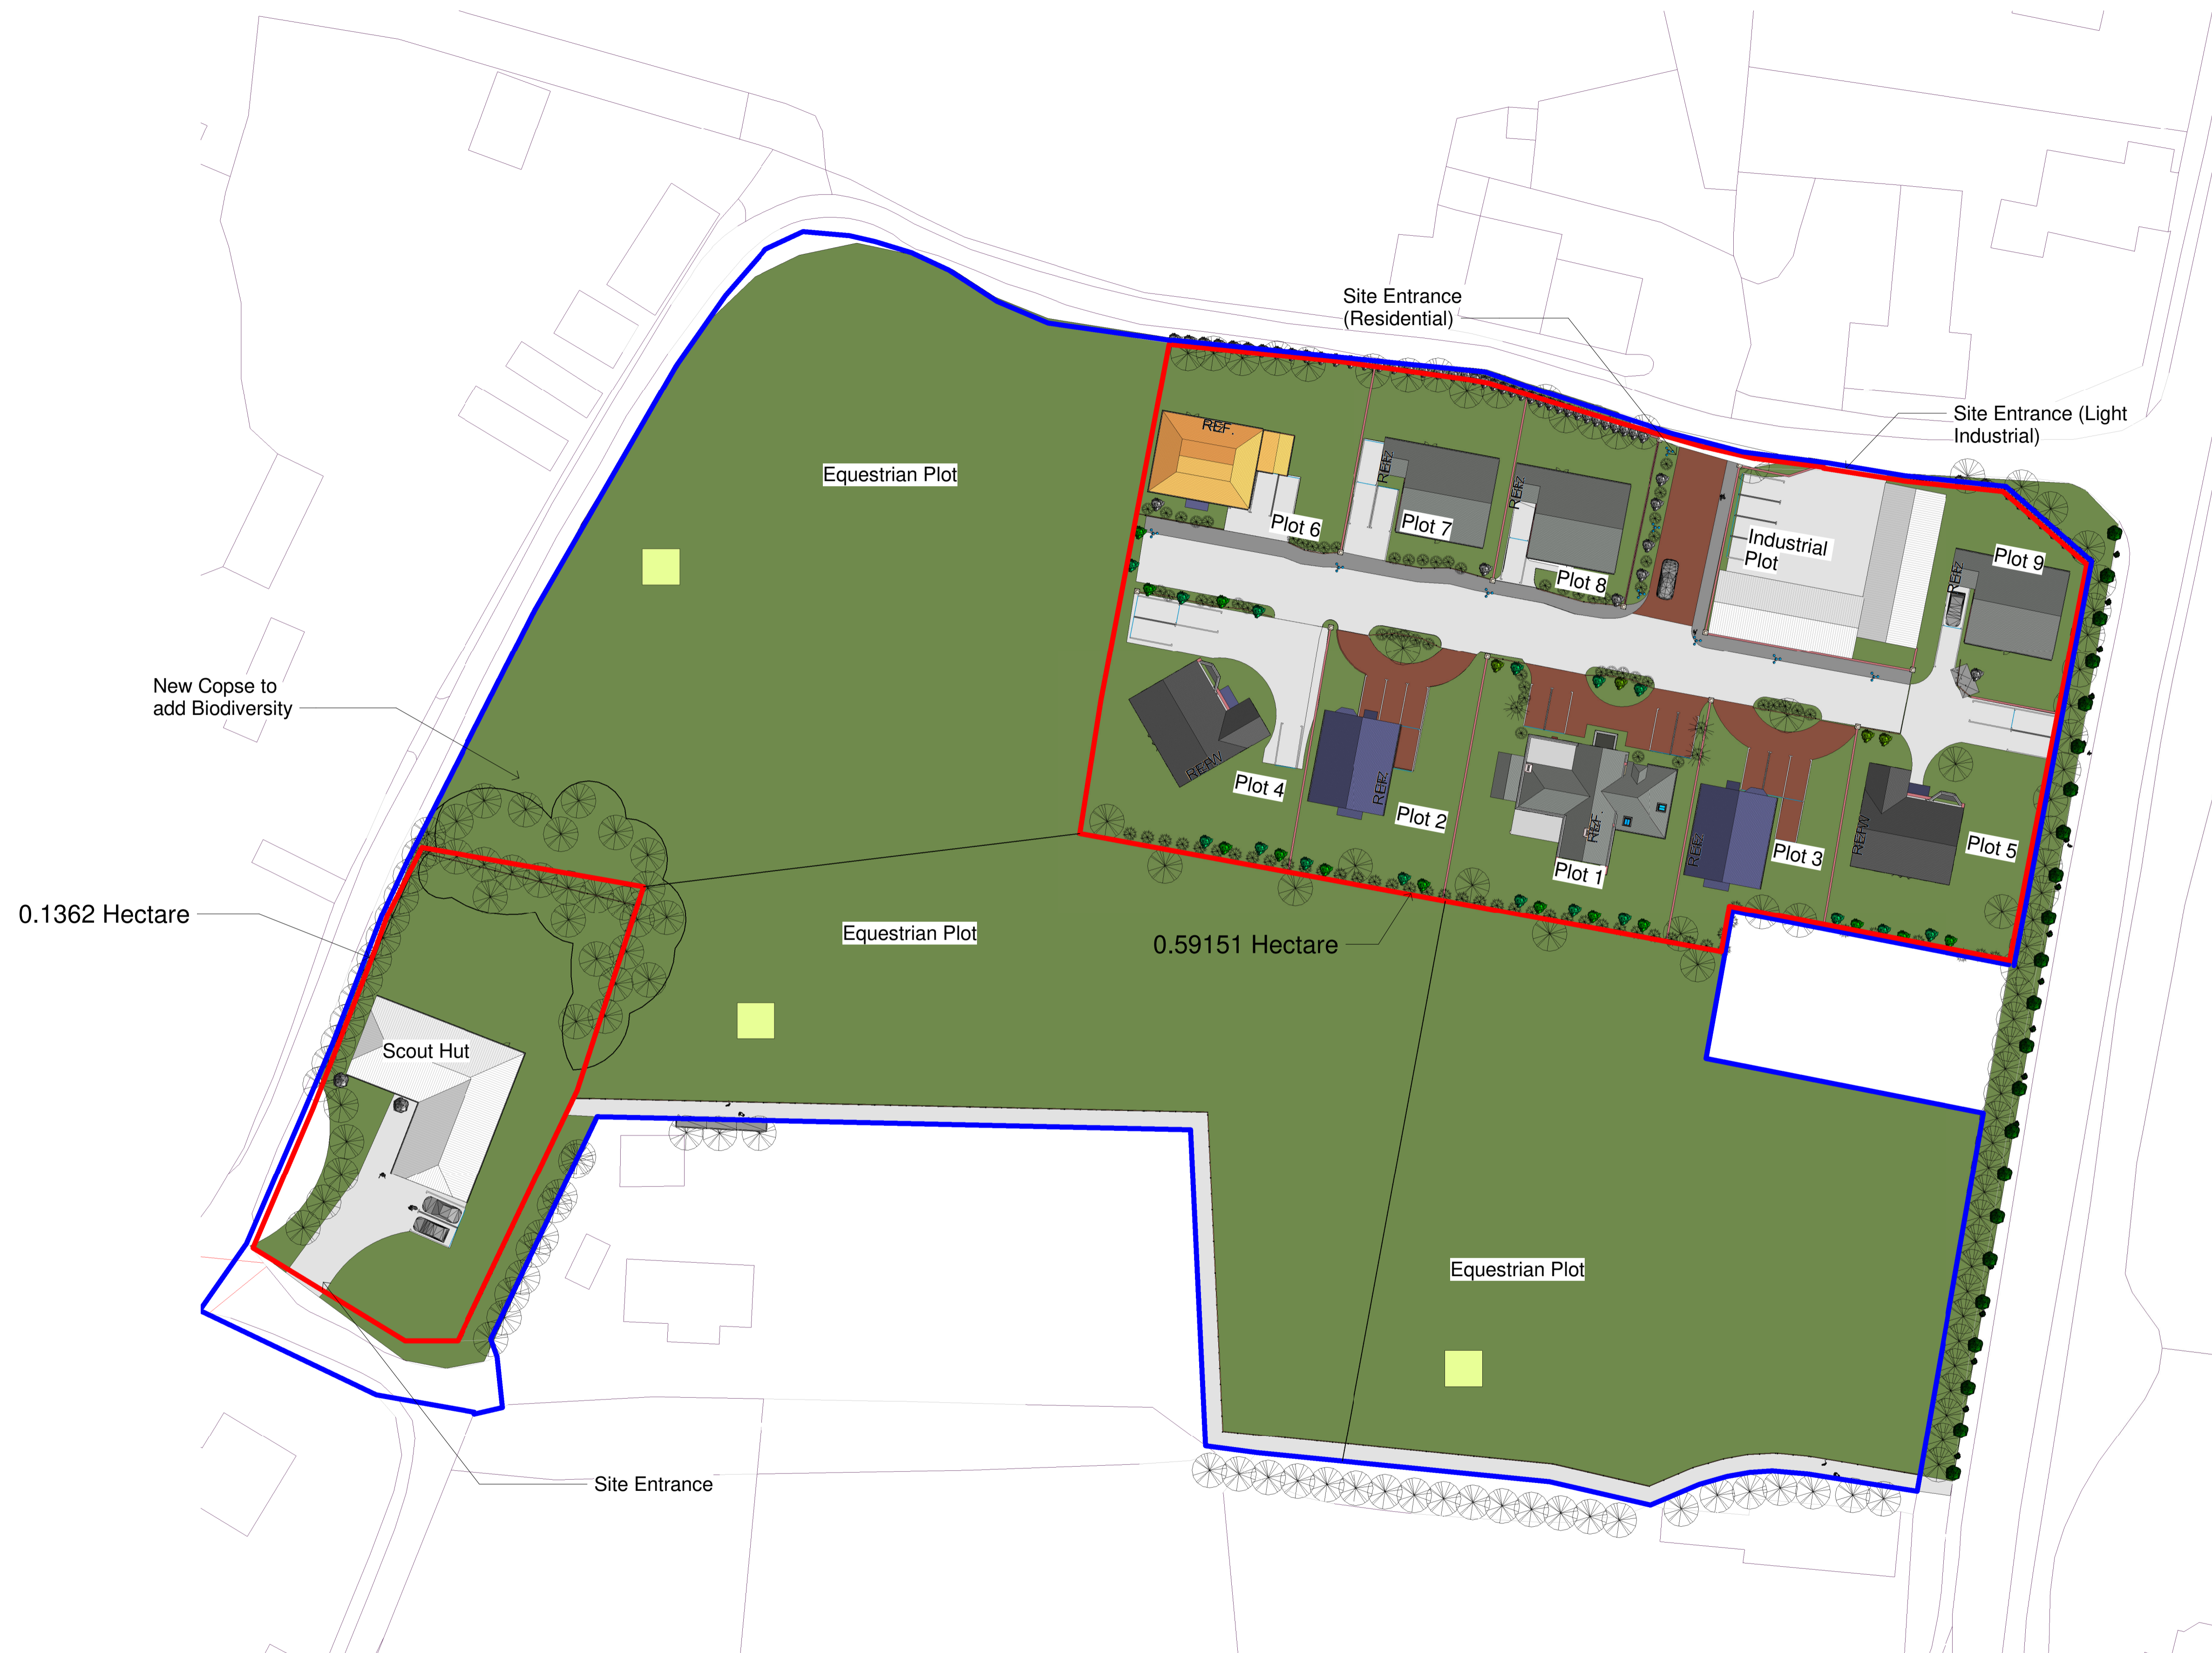 Site Entrance
(Residential)
Site Entrance (Light
Industrial)
Equestrian Plot
REF.
Plot 6
Plot 7
Plot 8
Industrial
Plot
Plot 9
New Copse to
add Biodiversity
Plot 4
Plot 2
Plot 1
REF.
Plot 3
Plot 5
0.1362 Hectare
Equestrian Plot
0.59151 Hectare
Scout Hut
Equestrian Plot
Site Entrance